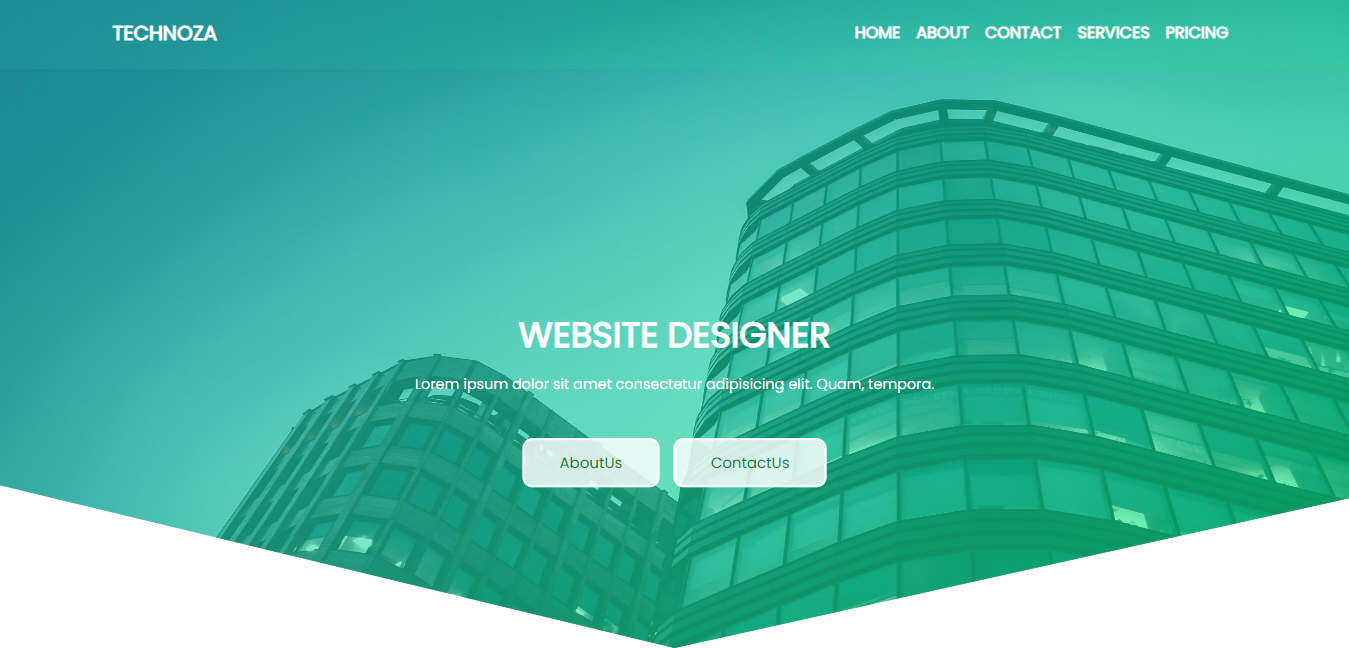 TECHNOZA
HOME ABOUT CONTACT SERVICES PRICING
WEBSITE DESIGNER
Lorem ipsum dolor sit amet consectetur adipisicing elit. Quam, tempora.
AboutUs ContactUs